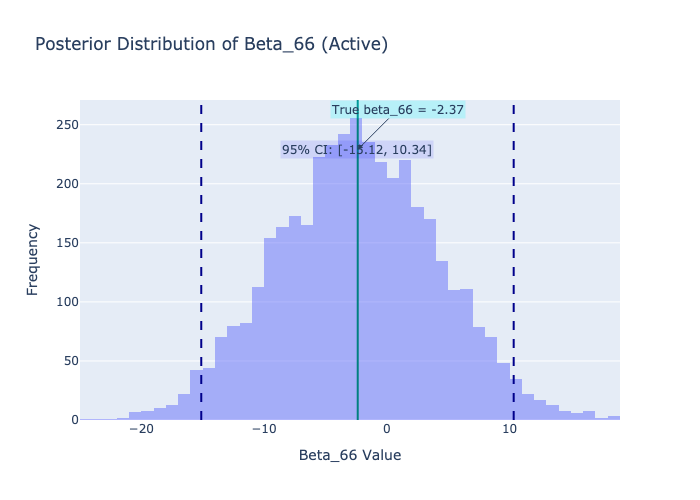 Posterior Distribution of Beta_66 (Active)
True beta_66 = -2.37
95% CI: [-15.12, 10.34]
Frequency
250
200
150
100
50
0
−20
−10
0
10
Beta_66 Value